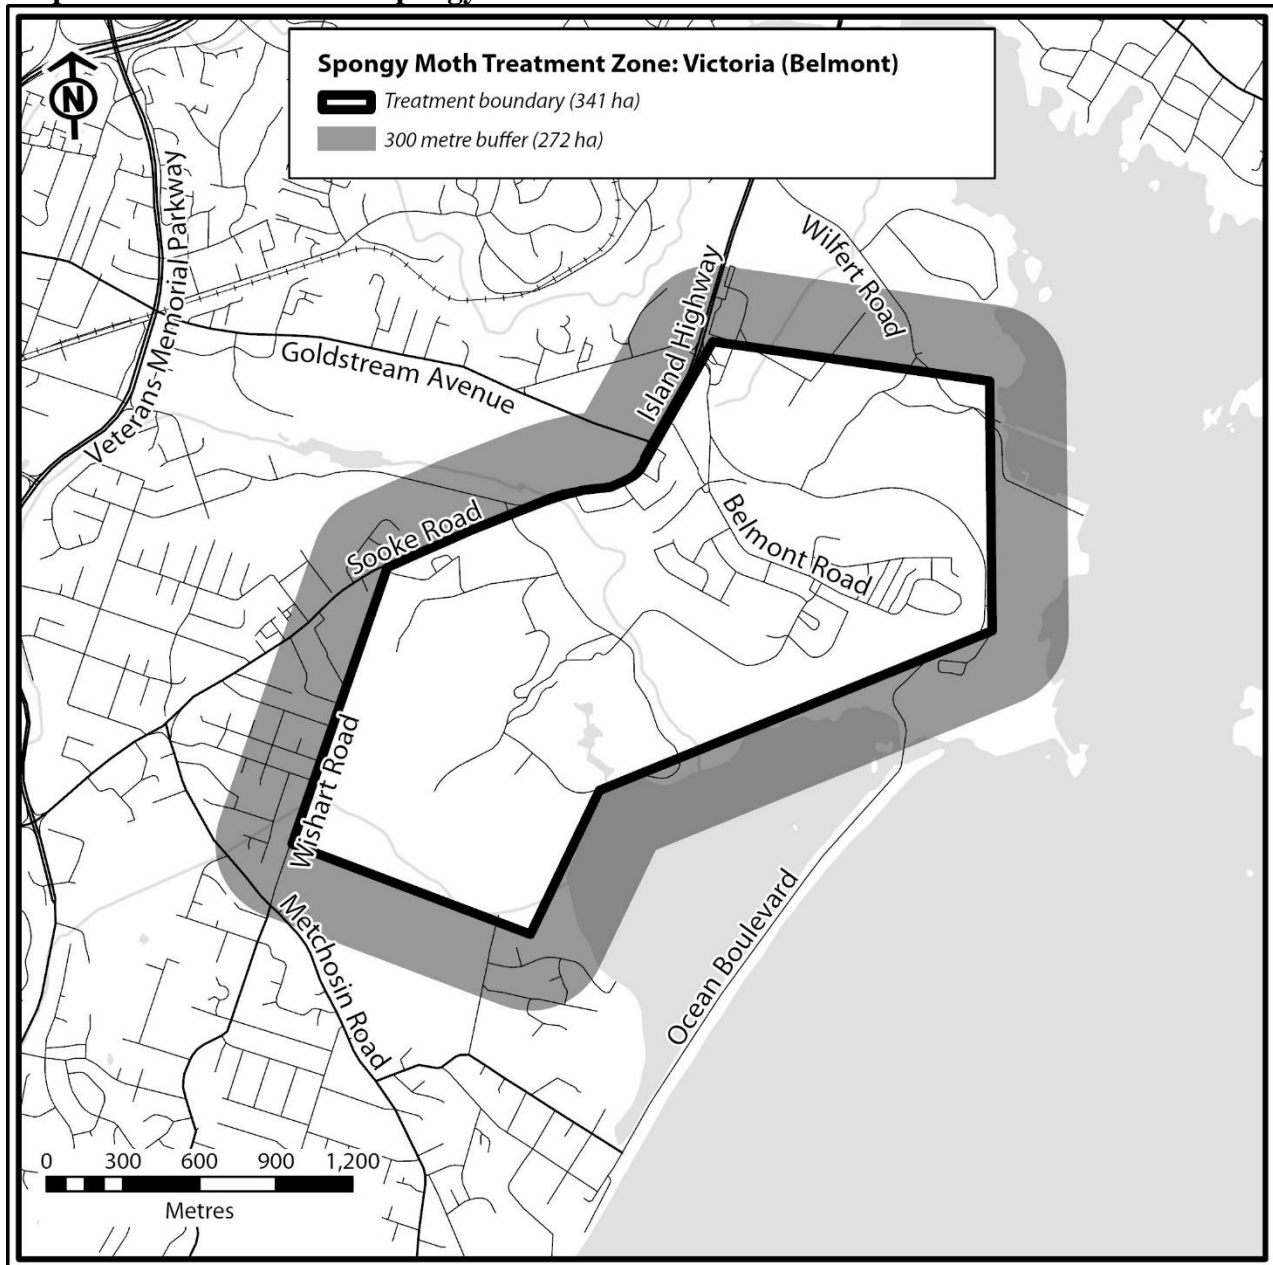 Spongy Moth Treatment Zone: Victoria (Belmont)
Treatment boundary (341 ha)
300 metre buffer (272 ha)
N
Veterans Memorial Parkway
Goldstream Avenue
Island Highway
Wilfert Road
Sooke Road
Belmont Road
Wishart Road
Metchosin Road
Ocean Boulevard
0 300 600 900 1,200
Metres